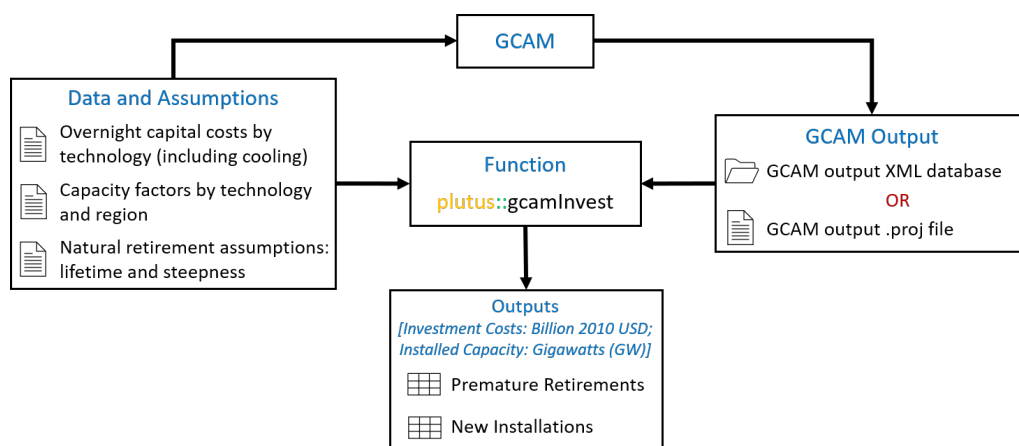 GCAM
Data and Assumptions
Overnight capital costs by
technology (including cooling)
Capacity factors by technology
and region
Natural retirement assumptions:
lifetime and steepness
Function
plutus::gcamInvest
GCAM Output
GCAM output XML database
OR
GCAM output .proj file
Outputs
[Investment Costs: Billion 2010 USD;
Installed Capacity: Gigawatts (GW)]
Premature Retirements
New Installations